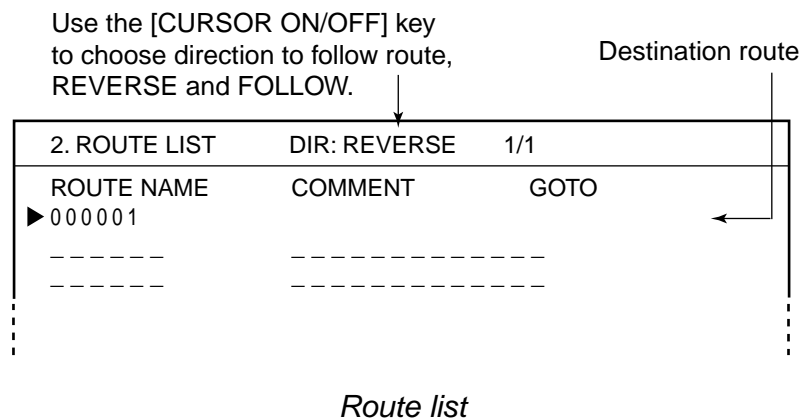 Use the [CURSOR ON/OFF] key
to choose direction to follow route,
REVERSE and FOLLOW.
Destination route
2. ROUTE LIST DIR: REVERSE 1/1
ROUTE NAME COMMENT GOTO
▶000001
_ _ _ _ _ _ _ _ _ _ _ _ _ _ _ _ _ _ _
_ _ _ _ _ _ _ _ _ _ _ _ _ _ _ _ _ _ _
Route list